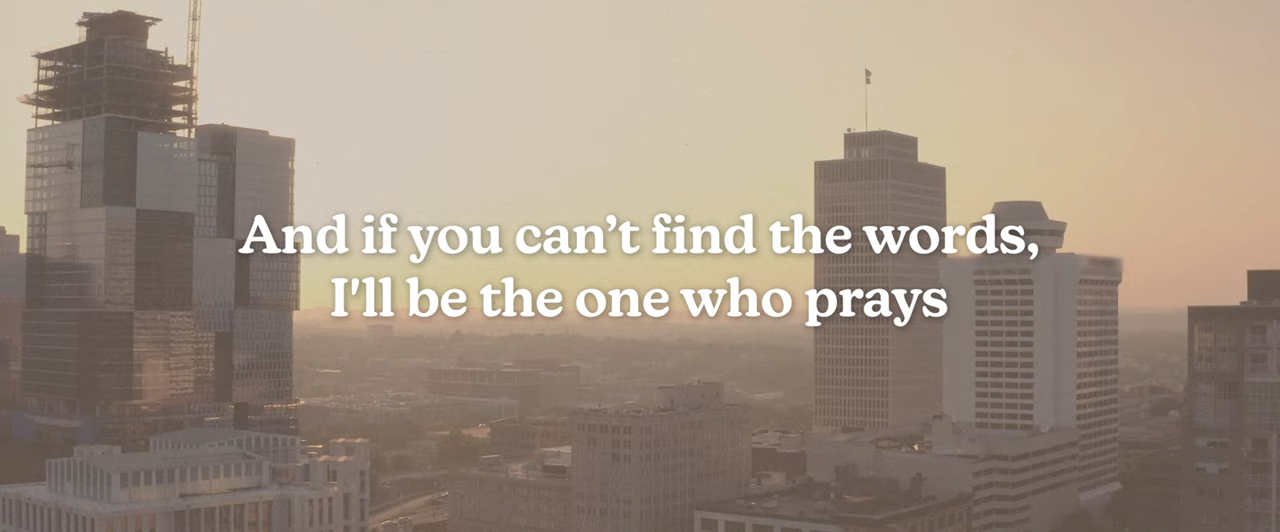 And if you can’t find the words,
I'll be the one who prays